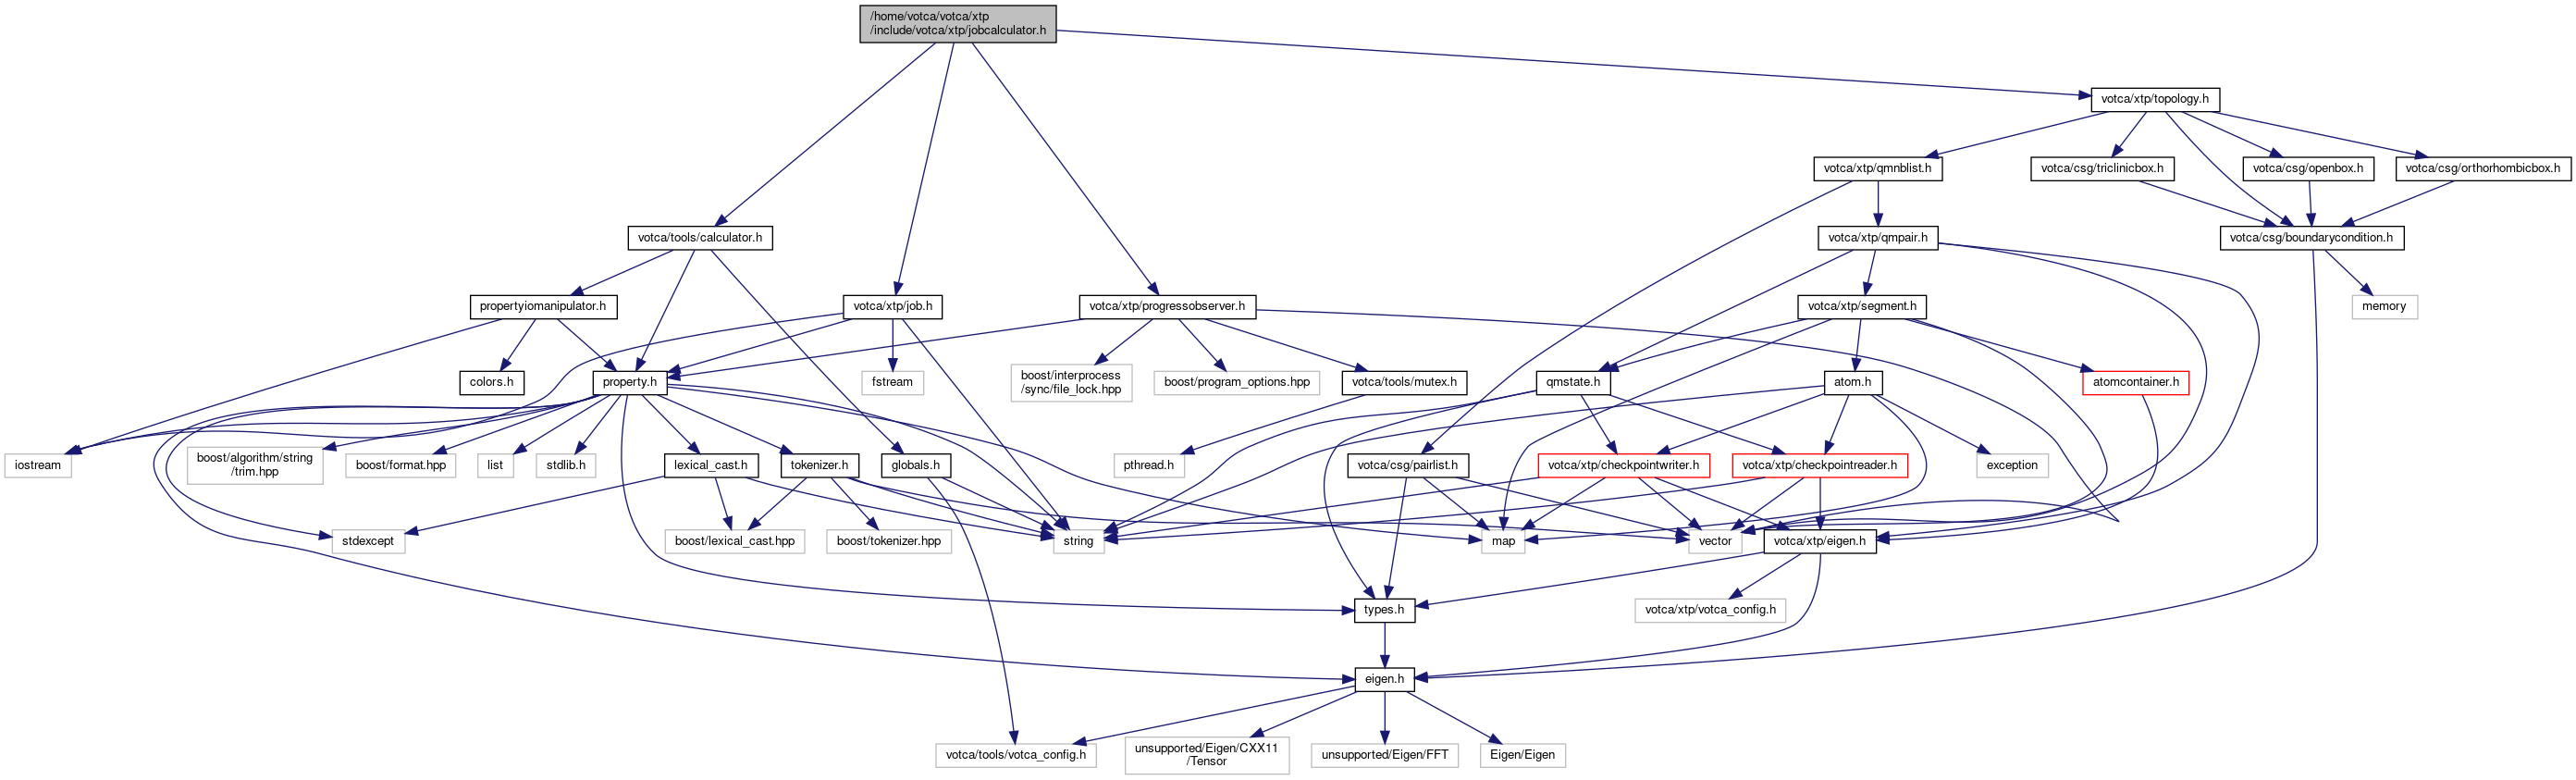 /home/votca/votca/xtp
/include/votca/xtp/jobcalculator.h
votca/xtp/topology.h
votca/xtp/qmnblist.h
votca/csg/triclinicbox.h
votca/csg/openbox.h
votca/csg/orthorhombicbox.h
votca/tools/calculator.h
votca/xtp/qmpair.h
votca/csg/boundarycondition.h
propertyiomanipulator.h
votca/xtp/job.h
votca/xtp/progressobserver.h
votca/xtp/segment.h
memory
colors.h
property.h
fstream
boost/interprocess
/sync/file_lock.hpp
boost/program_options.hpp
votca/tools/mutex.h
qmstate.h
atom.h
atomcontainer.h
iostream
boost/algorithm/string
/trim.hpp
boost/format.hpp
list
stdlib.h
lexical_cast.h
tokenizer.h
globals.h
pthread.h
votca/csg/pairlist.h
votca/xtp/checkpointwriter.h
votca/xtp/checkpointreader.h
exception
stdexcept
boost/lexical_cast.hpp
boost/tokenizer.hpp
string
map
vector
votca/xtp/eigen.h
types.h
votca/xtp/votca_config.h
eigen.h
votca/tools/votca_config.h
unsupported/Eigen/CXX11
/Tensor
unsupported/Eigen/FFT
Eigen/Eigen